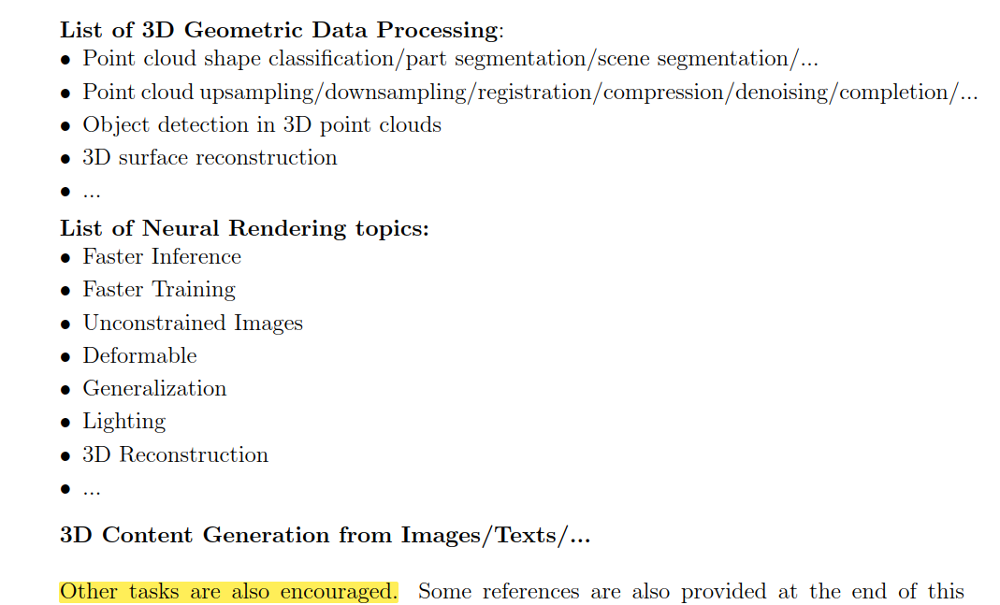 List of 3D Geometric Data Processing:
• Point cloud shape classification/part segmentation/scene segmentation/...
• Point cloud upsampling/downsampling/registration/compression/denoising/completion/...
• Object detection in 3D point clouds
• 3D surface reconstruction
• ...
List of Neural Rendering topics:
• Faster Inference
• Faster Training
• Unconstrained Images
• Deformable
• Generalization
• Lighting
• 3D Reconstruction
• ...
3D Content Generation from Images/Texts/...
Other tasks are also encouraged. Some references are also provided at the end of this